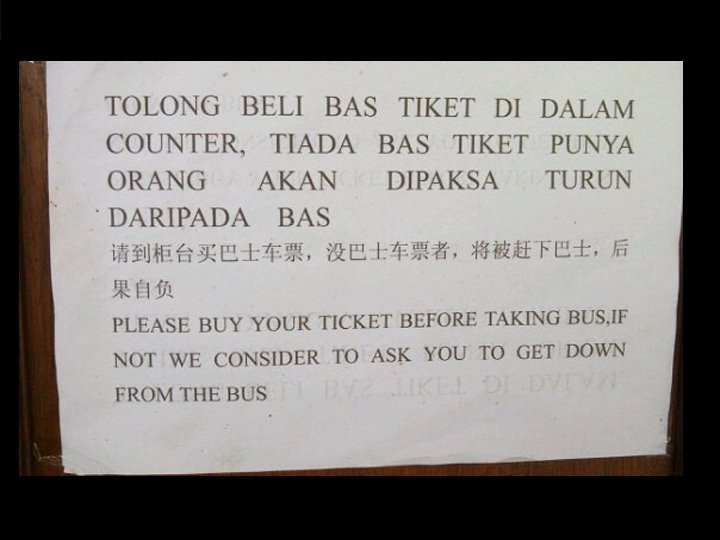 TOLONG BELI BAS TIKET DI DALAM
COUNTER, TIADA BAS TIKET PUNYA
ORANG AKAN DIPAKSA TURUN
DARIPADA BAS
请到柜台买巴士车票，没巴士车票者，将被赶下巴士，后
果自负
PLEASE BUY YOUR TICKET BEFORE TAKING BUS,IF
NOT WE CONSIDER TO ASK YOU TO GET DOWN
FROM THE BUS